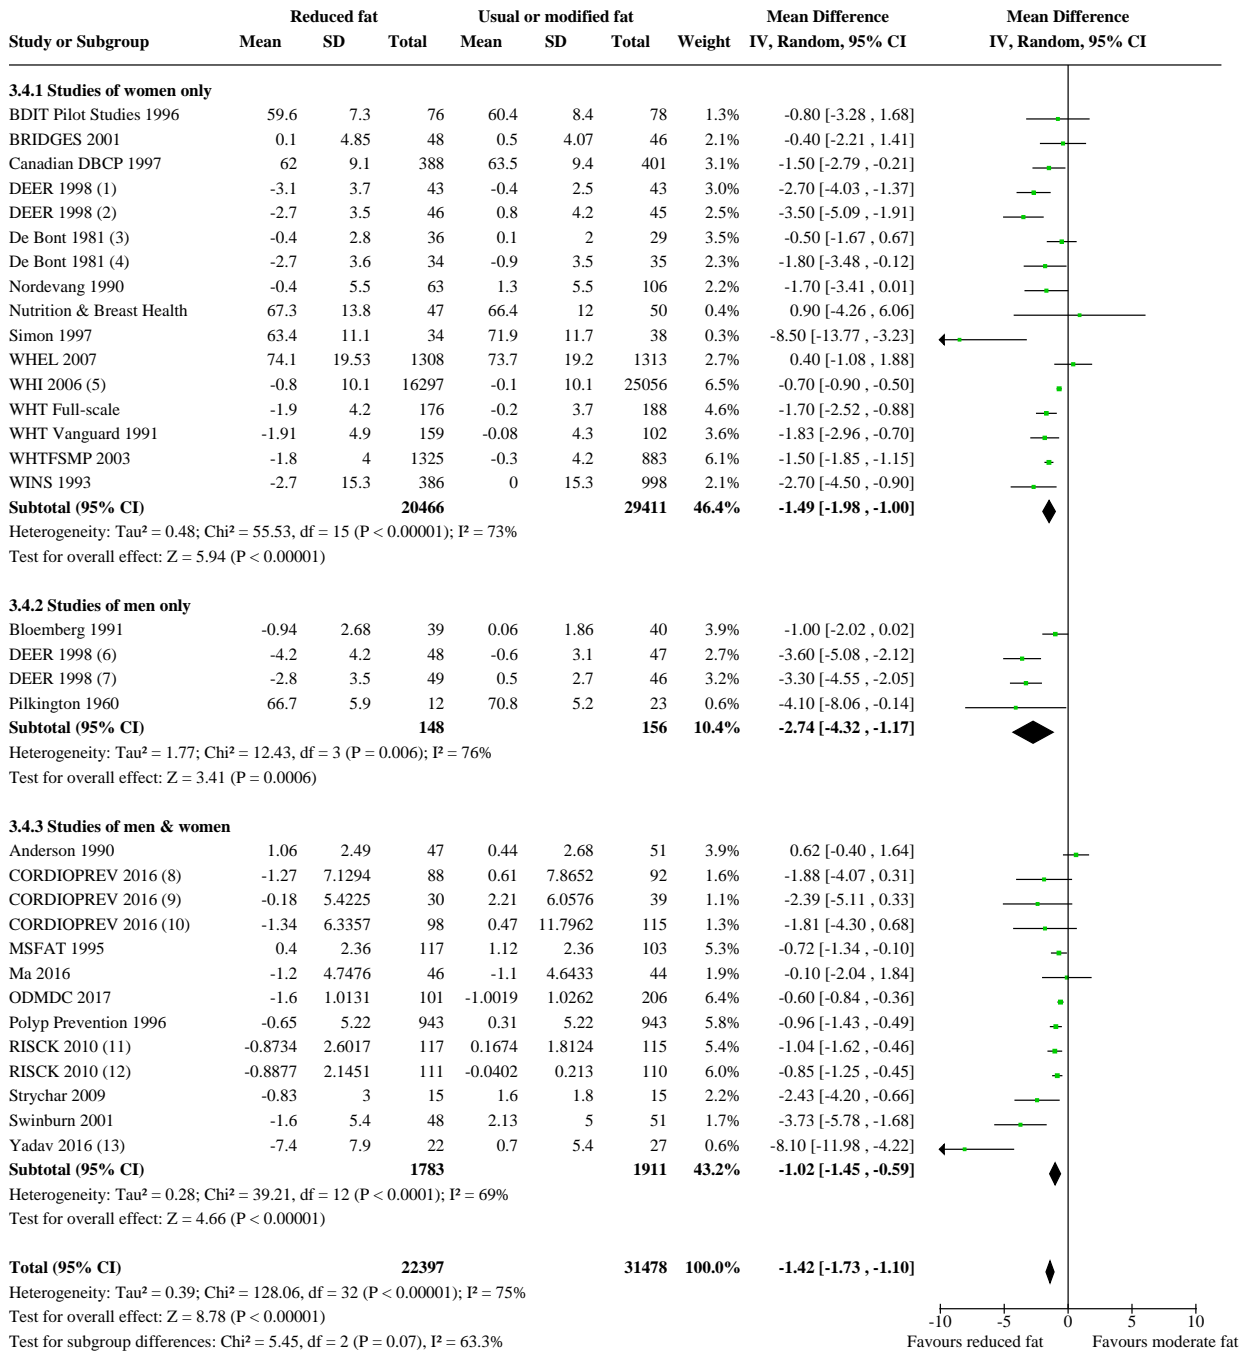 Reduced fat Usual or modified fat Mean Difference Mean Difference
Study or Subgroup Mean SD Total Mean SD Total Weight IV, Random, 95% CI IV, Random, 95% CI
3.4.1 Studies of women only
BDIT Pilot Studies 1996 59.6 7.3 76 60.4 8.4 78 1.3% -0.80 [-3.28 , 1.68]
BRIDGES 2001 0.1 4.85 48 0.5 4.07 46 2.1% -0.40 [-2.21 , 1.41]
Canadian DBCP 1997 62 9.1 388 63.5 9.4 401 3.1% -1.50 [-2.79 , -0.21]
DEER 1998 (1) -3.1 3.7 43 -0.4 2.5 43 3.0% -2.70 [-4.03 , -1.37]
DEER 1998 (2) -2.7 3.5 46 0.8 4.2 45 2.5% -3.50 [-5.09 , -1.91]
De Bont 1981 (3) -0.4 2.8 36 0.1 2 29 3.5% -0.50 [-1.67 , 0.67]
De Bont 1981 (4) -2.7 3.6 34 -0.9 3.5 35 2.3% -1.80 [-3.48 , -0.12]
Nordevang 1990 -0.4 5.5 63 1.3 5.5 106 2.2% -1.70 [-3.41 , 0.01]
Nutrition & Breast Health 67.3 13.8 47 66.4 12 50 0.4% 0.90 [-4.26 , 6.06]
Simon 1997 63.4 11.1 34 71.9 11.7 38 0.3% -8.50 [-13.77 , -3.23]
WHEL 2007 74.1 19.53 1308 73.7 19.2 1313 2.7% 0.40 [-1.08 , 1.88]
WHI 2006 (5) -0.8 10.1 16297 -0.1 10.1 25056 6.5% -0.70 [-0.90 , -0.50]
WHT Full-scale -1.9 4.2 176 -0.2 3.7 188 4.6% -1.70 [-2.52 , -0.88]
WHT Vanguard 1991 -1.91 4.9 159 -0.08 4.3 102 3.6% -1.83 [-2.96 , -0.70]
WHTFSMP 2003 -1.8 4 1325 -0.3 4.2 883 6.1% -1.50 [-1.85 , -1.15]
WINS 1993 -2.7 15.3 386 0 15.3 998 2.1% -2.70 [-4.50 , -0.90]
Subtotal (95% CI) 20466 29411 46.4% -1.49 [-1.98 , -1.00]
Heterogeneity: Tau² = 0.48; Chi² = 55.53, df = 15 (P < 0.00001); I² = 73%
Test for overall effect: Z = 5.94 (P < 0.00001)
3.4.2 Studies of men only
Bloemberg 1991 -0.94 2.68 39 0.06 1.86 40 3.9% -1.00 [-2.02 , 0.02]
DEER 1998 (6) -4.2 4.2 48 -0.6 3.1 47 2.7% -3.60 [-5.08 , -2.12]
DEER 1998 (7) -2.8 3.5 49 0.5 2.7 46 3.2% -3.30 [-4.55 , -2.05]
Pilkington 1960 66.7 5.9 12 70.8 5.2 23 0.6% -4.10 [-8.06 , -0.14]
Subtotal (95% CI) 148 156 10.4% -2.74 [-4.32 , -1.17]
Heterogeneity: Tau² = 1.77; Chi² = 12.43, df = 3 (P = 0.006); I² = 76%
Test for overall effect: Z = 3.41 (P = 0.0006)
3.4.3 Studies of men & women
Anderson 1990 1.06 2.49 47 0.44 2.68 51 3.9% 0.62 [-0.40 , 1.64]
CORDIOPREV 2016 (8) -1.27 7.1294 88 0.61 7.8652 92 1.6% -1.88 [-4.07 , 0.31]
CORDIOPREV 2016 (9) -0.18 5.4225 30 2.21 6.0576 39 1.1% -2.39 [-5.11 , 0.33]
CORDIOPREV 2016 (10) -1.34 6.3357 98 0.47 11.7962 115 1.3% -1.81 [-4.30 , 0.68]
MSFAT 1995 0.4 2.36 117 1.12 2.36 103 5.3% -0.72 [-1.34 , -0.10]
Ma 2016 -1.2 4.7476 46 -1.1 4.6433 44 1.9% -0.10 [-2.04 , 1.84]
ODMDC 2017 -1.6 1.0131 101 -1.0019 1.0262 206 6.4% -0.60 [-0.84 , -0.36]
Polyp Prevention 1996 -0.65 5.22 943 0.31 5.22 943 5.8% -0.96 [-1.43 , -0.49]
RISCK 2010 (11) -0.8734 2.6017 117 0.1674 1.8124 115 5.4% -1.04 [-1.62 , -0.46]
RISCK 2010 (12) -0.8877 2.1451 111 -0.0402 0.213 110 6.0% -0.85 [-1.25 , -0.45]
Strychar 2009 -0.83 3 15 1.6 1.8 15 2.2% -2.43 [-4.20 , -0.66]
Swinburn 2001 -1.6 5.4 48 2.13 5 51 1.7% -3.73 [-5.78 , -1.68]
Yadav 2016 (13) -7.4 7.9 22 0.7 5.4 27 0.6% -8.10 [-11.98 , -4.22]
Subtotal (95% CI) 1783 1911 43.2% -1.02 [-1.45 , -0.59]
Heterogeneity: Tau² = 0.28; Chi² = 39.21, df = 12 (P < 0.0001); I² = 69%
Test for overall effect: Z = 4.66 (P < 0.00001)
Total (95% CI) 22397 31478 100.0% -1.42 [-1.73 , -1.10]
Heterogeneity: Tau² = 0.39; Chi² = 128.06, df = 32 (P < 0.00001); I² = 75%
Test for overall effect: Z = 8.78 (P < 0.00001)
-10 -5 0 5 10
Test for subgroup differences: Chi² = 5.45, df = 2 (P = 0.07), I² = 63.3% Favours reduced fat Favours moderate fat